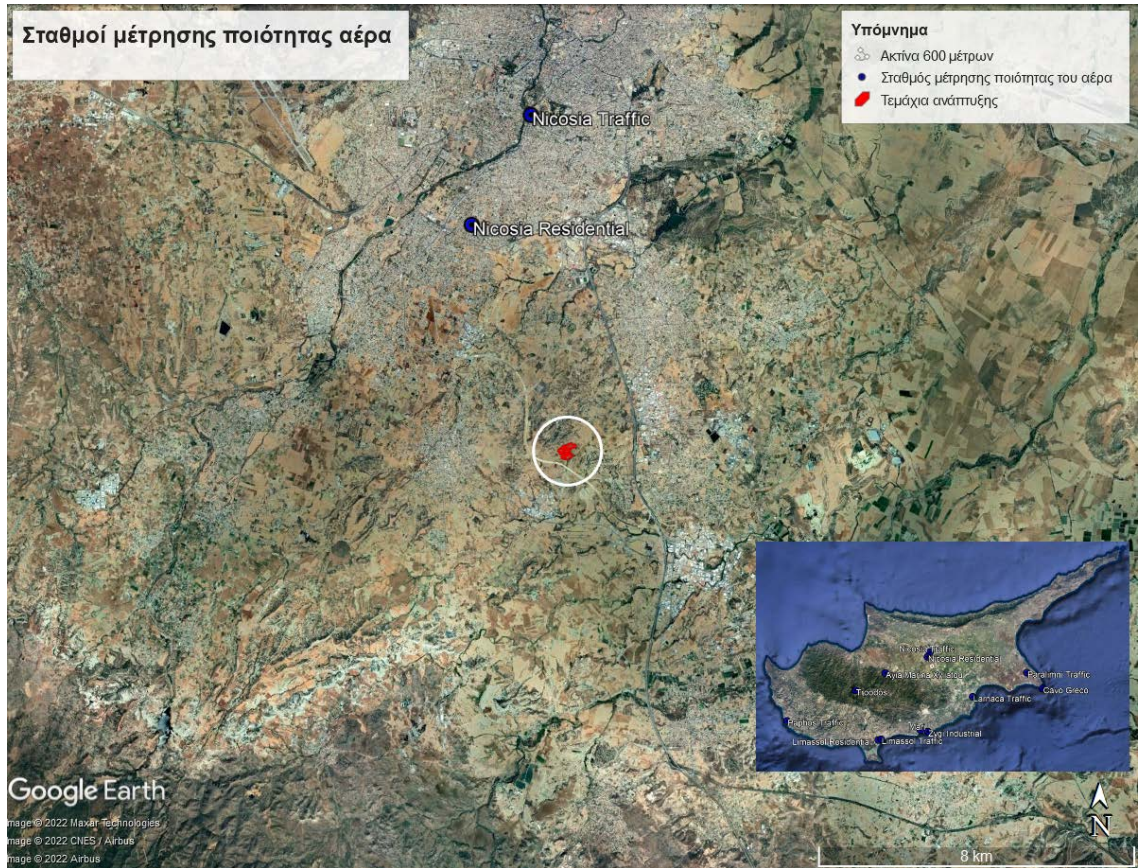 Σταθμοί μέτρησης ποιότητας αέρα
Υπόμνημα
Ακτίνα 600 μέτρων
Σταθμός μέτρησης ποιότητας του αέρα
Τεμάχια ανάπτυξης
Nicosia Traffic
Nicosia Residential
Nicosia Traffic
Nicosia Residential
Ayia Marina Xyliatou
Troodos
Paralimni Traffic
Cavo Greco
Larnaca Traffic
Paphos Traffic
Zygi Industrial
Limassol Residential
Limassol Traffic
Google Earth
Image © 2022 Maxar Technologies
Image © 2022 CNES / Airbus
Image © 2022 Airbus
N
8 km